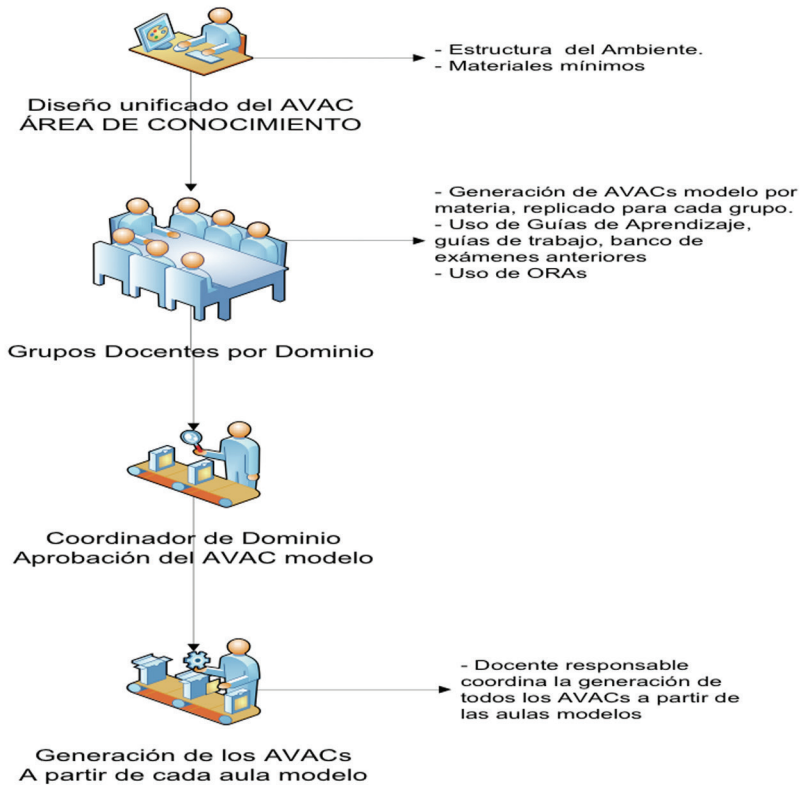 - Estructura del Ambiente.
- Materiales mínimos
Diseño unificado del AVAC
ÁREA DE CONOCIMIENTO
- Generación de AVACs modelo por
materia, replicado para cada grupo.
- Uso de Guías de Aprendizaje,
guías de trabajo, banco de
exámenes anteriores
- Uso de ORAs
Grupos Docentes por Dominio
Coordinador de Dominio
Aprobación del AVAC modelo
- Docente responsable
coordina la generación de
todos los AVACs a partir de
las aulas modelos
Generación de los AVACs
A partir de cada aula modelo